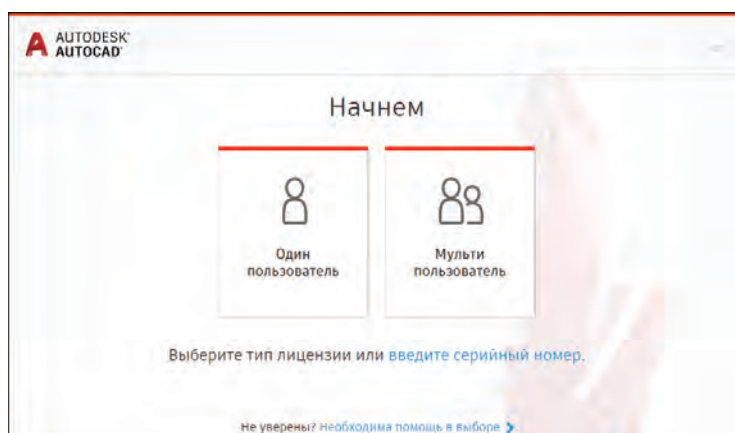 AUTODESK®
AUTOCAD®
Начнем
Один
пользователь
Мульти
пользователь
Выберите тип лицензии или введите серийный номер.
Не уверены? Необходима помощь в выборе